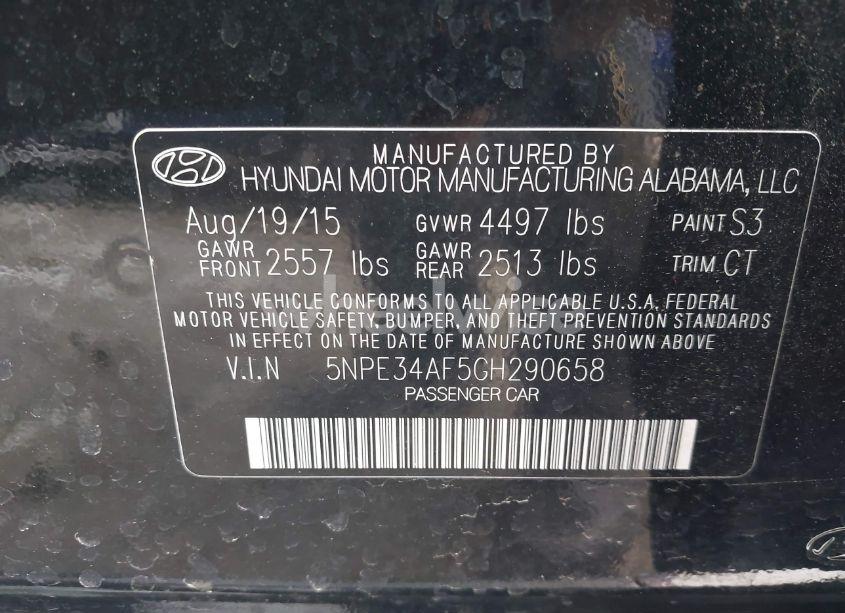 MANUFACTURED BY
HYUNDAI MOTOR MANUFACTURING ALABAMA, LLC
Aug/19/15 GVWR 4497 lbs PAINT S3
GAWR FRONT 2557 lbs GAWR REAR 2513 lbs TRIM CT
THIS VEHICLE CONFORMS TO ALL APPLICABLE U.S.A. FEDERAL
MOTOR VEHICLE SAFETY, BUMPER, AND THEFT PREVENTION STANDARDS
IN EFFECT ON THE DATE OF MANUFACTURE SHOWN ABOVE
V.I.N 5NPE34AF5GH290658
PASSENGER CAR